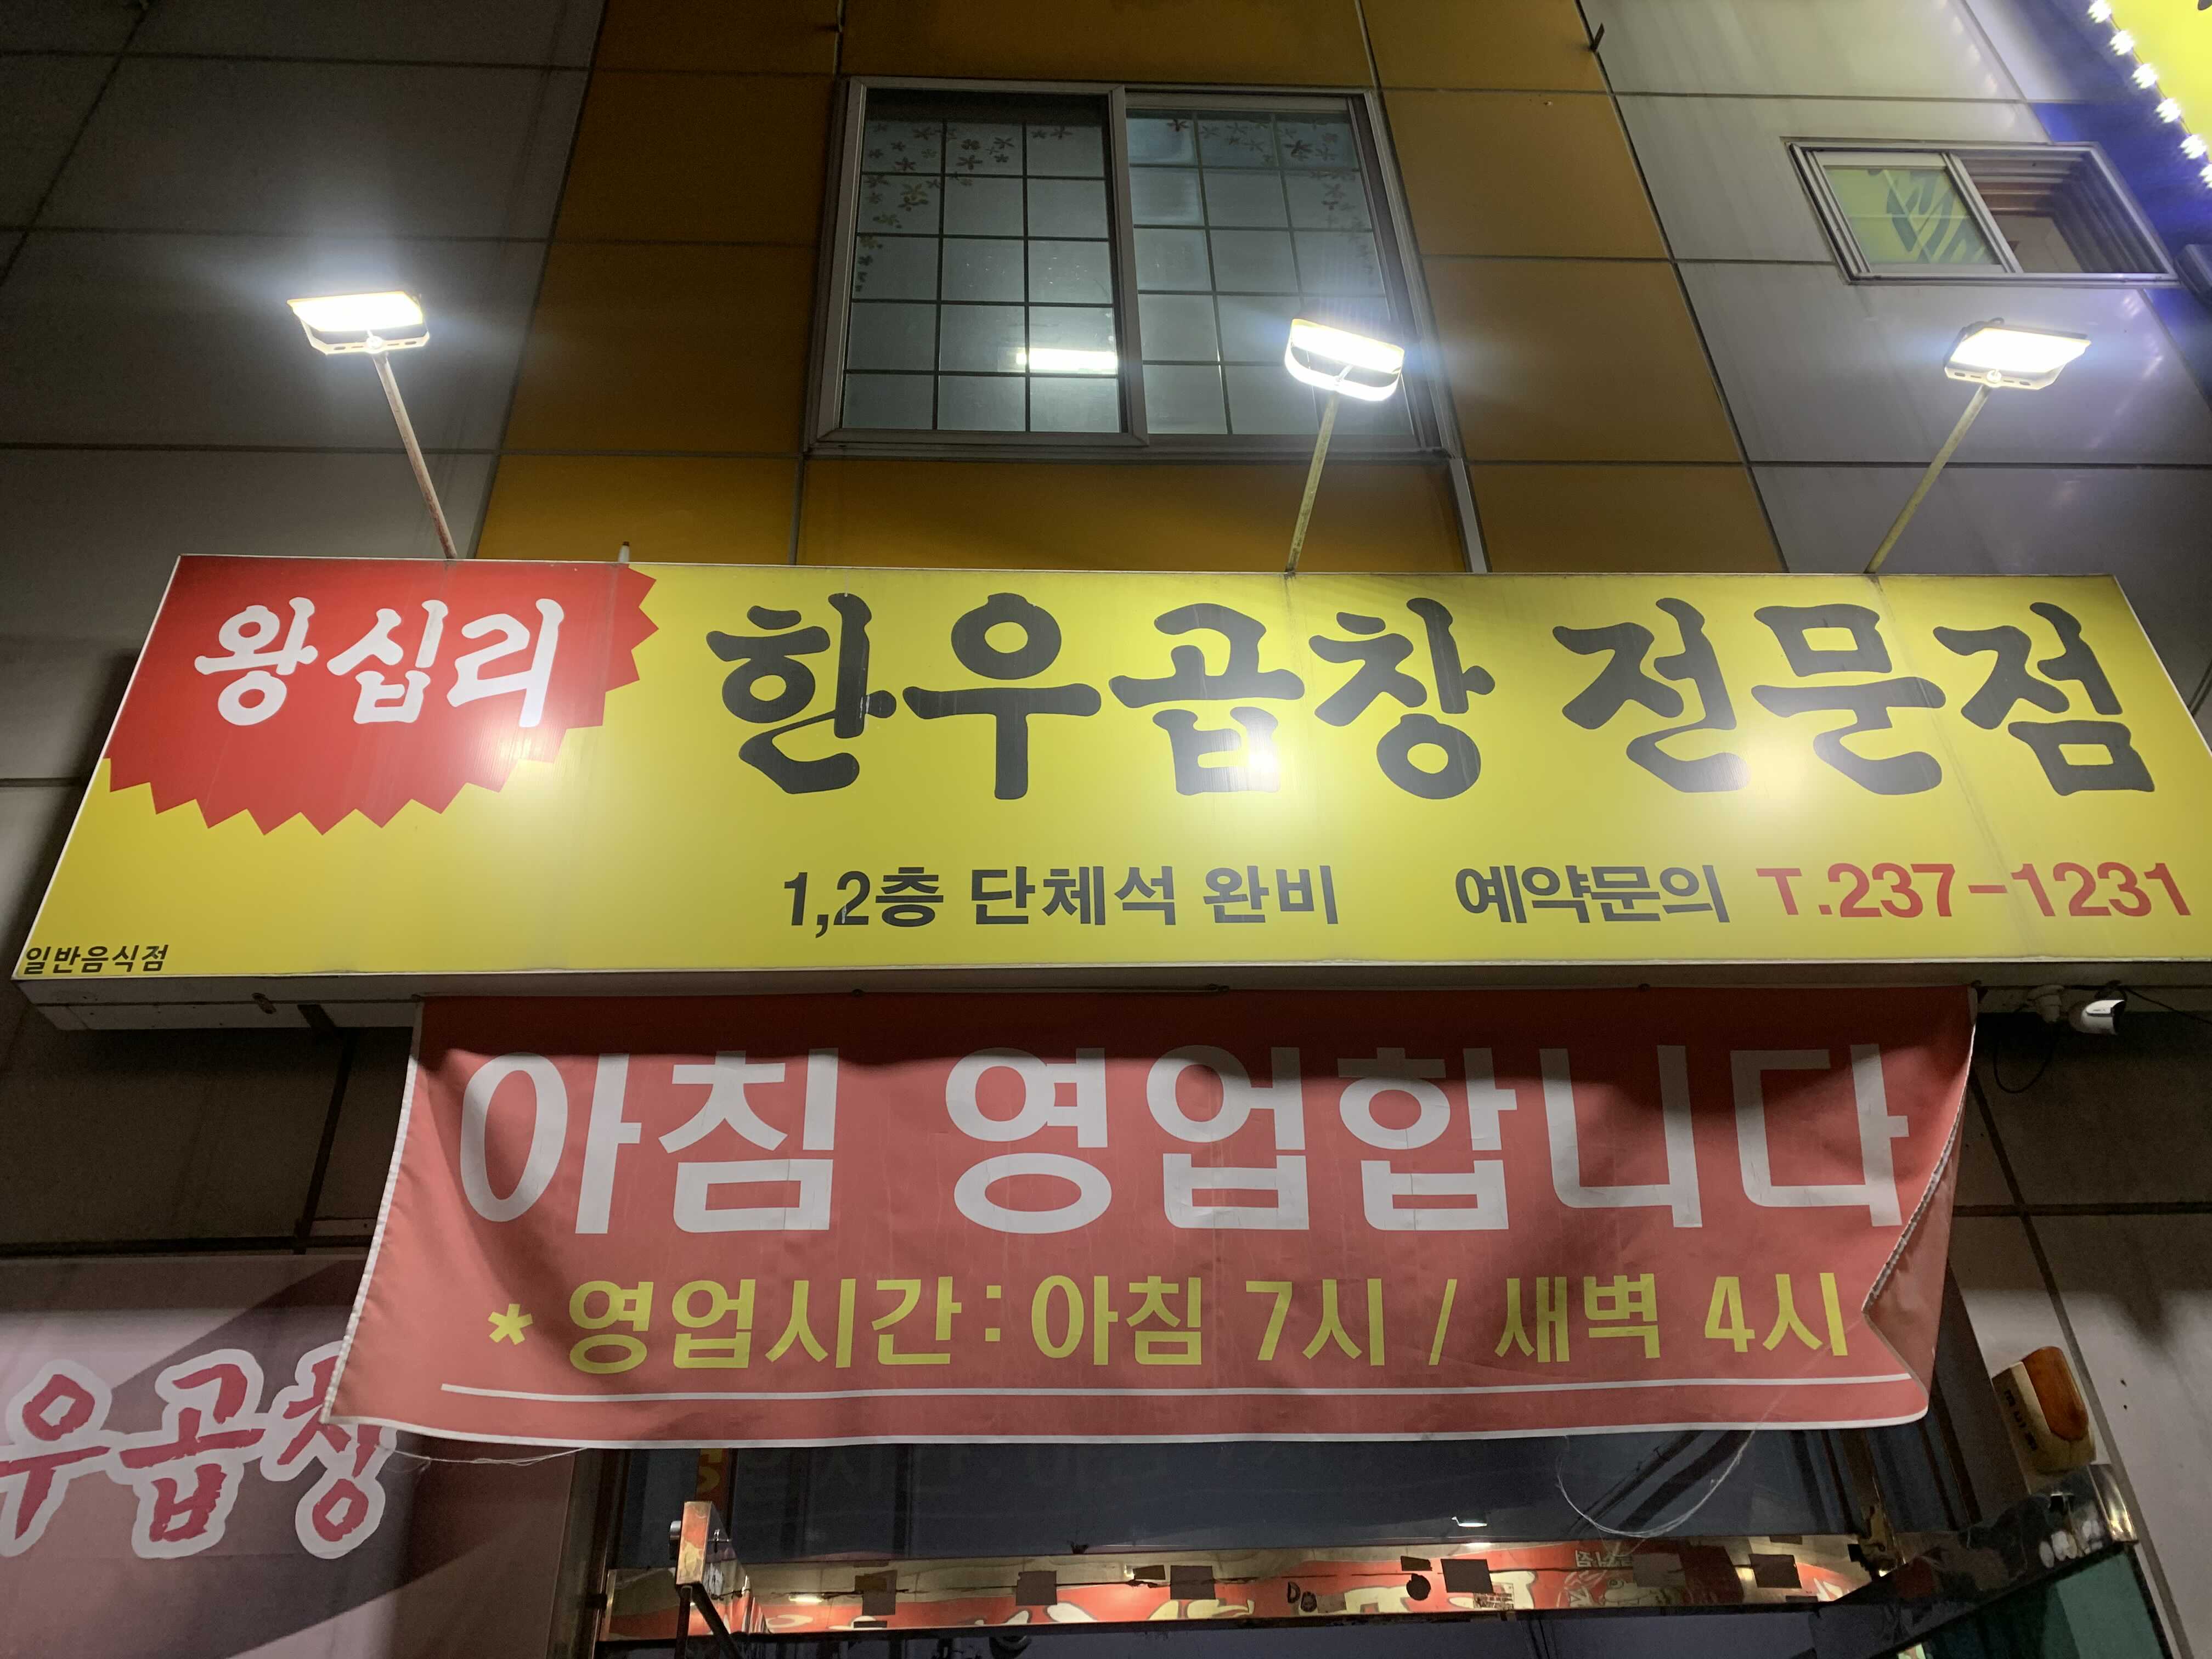 왕십리 한우곱창 전문점
1,2층 단체석 완비 예약문의 T.237-1231
일반음식점
아침 영업합니다
* 영업시간 : 아침 7시 / 새벽 4시
우곱창